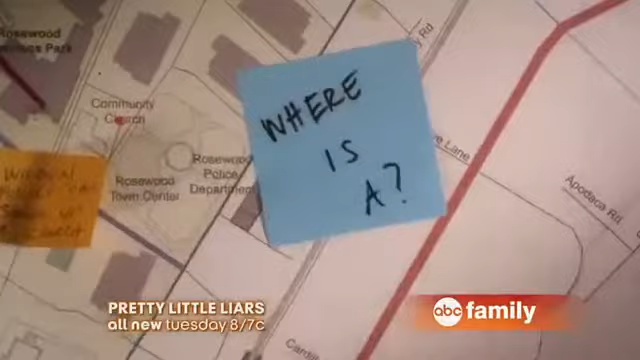 Rosewood
Park
Community
Church
Rosewood
Police
Department
Rosewood
Town Center
WHERE
IS
A?
Rd
Lane
Apodaca Rd
PRETTY LITTLE LIARS
all new tuesday 8/7c
abc family